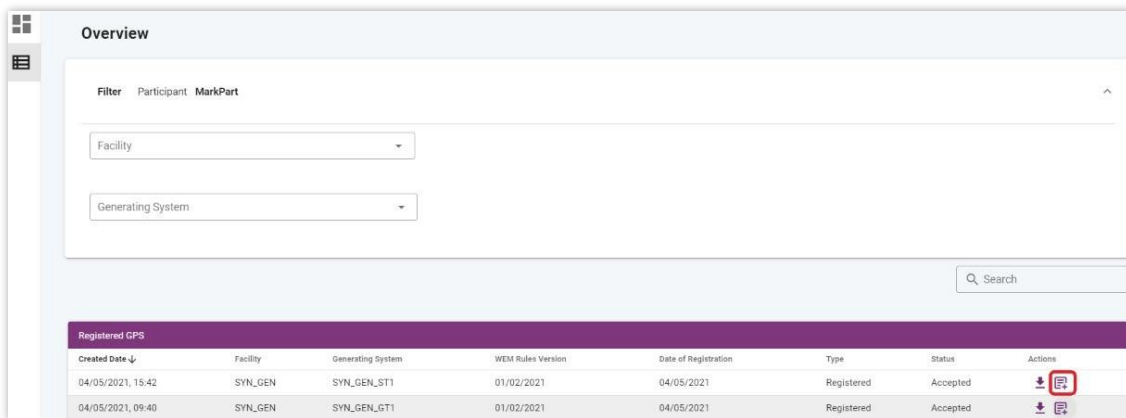 Overview
Filter Participant MarkPart
Facility
Generating System
Search
Registered GPS
Created Date Facility Generating System WEM Rules Version Date of Registration Type Status Actions
04/05/2021, 15:42 SYN_GEN SYN_GEN_ST1 01/02/2021 04/05/2021 Registered Accepted
04/05/2021, 09:40 SYN_GEN SYN_GEN_GT1 01/02/2021 04/05/2021 Registered Accepted